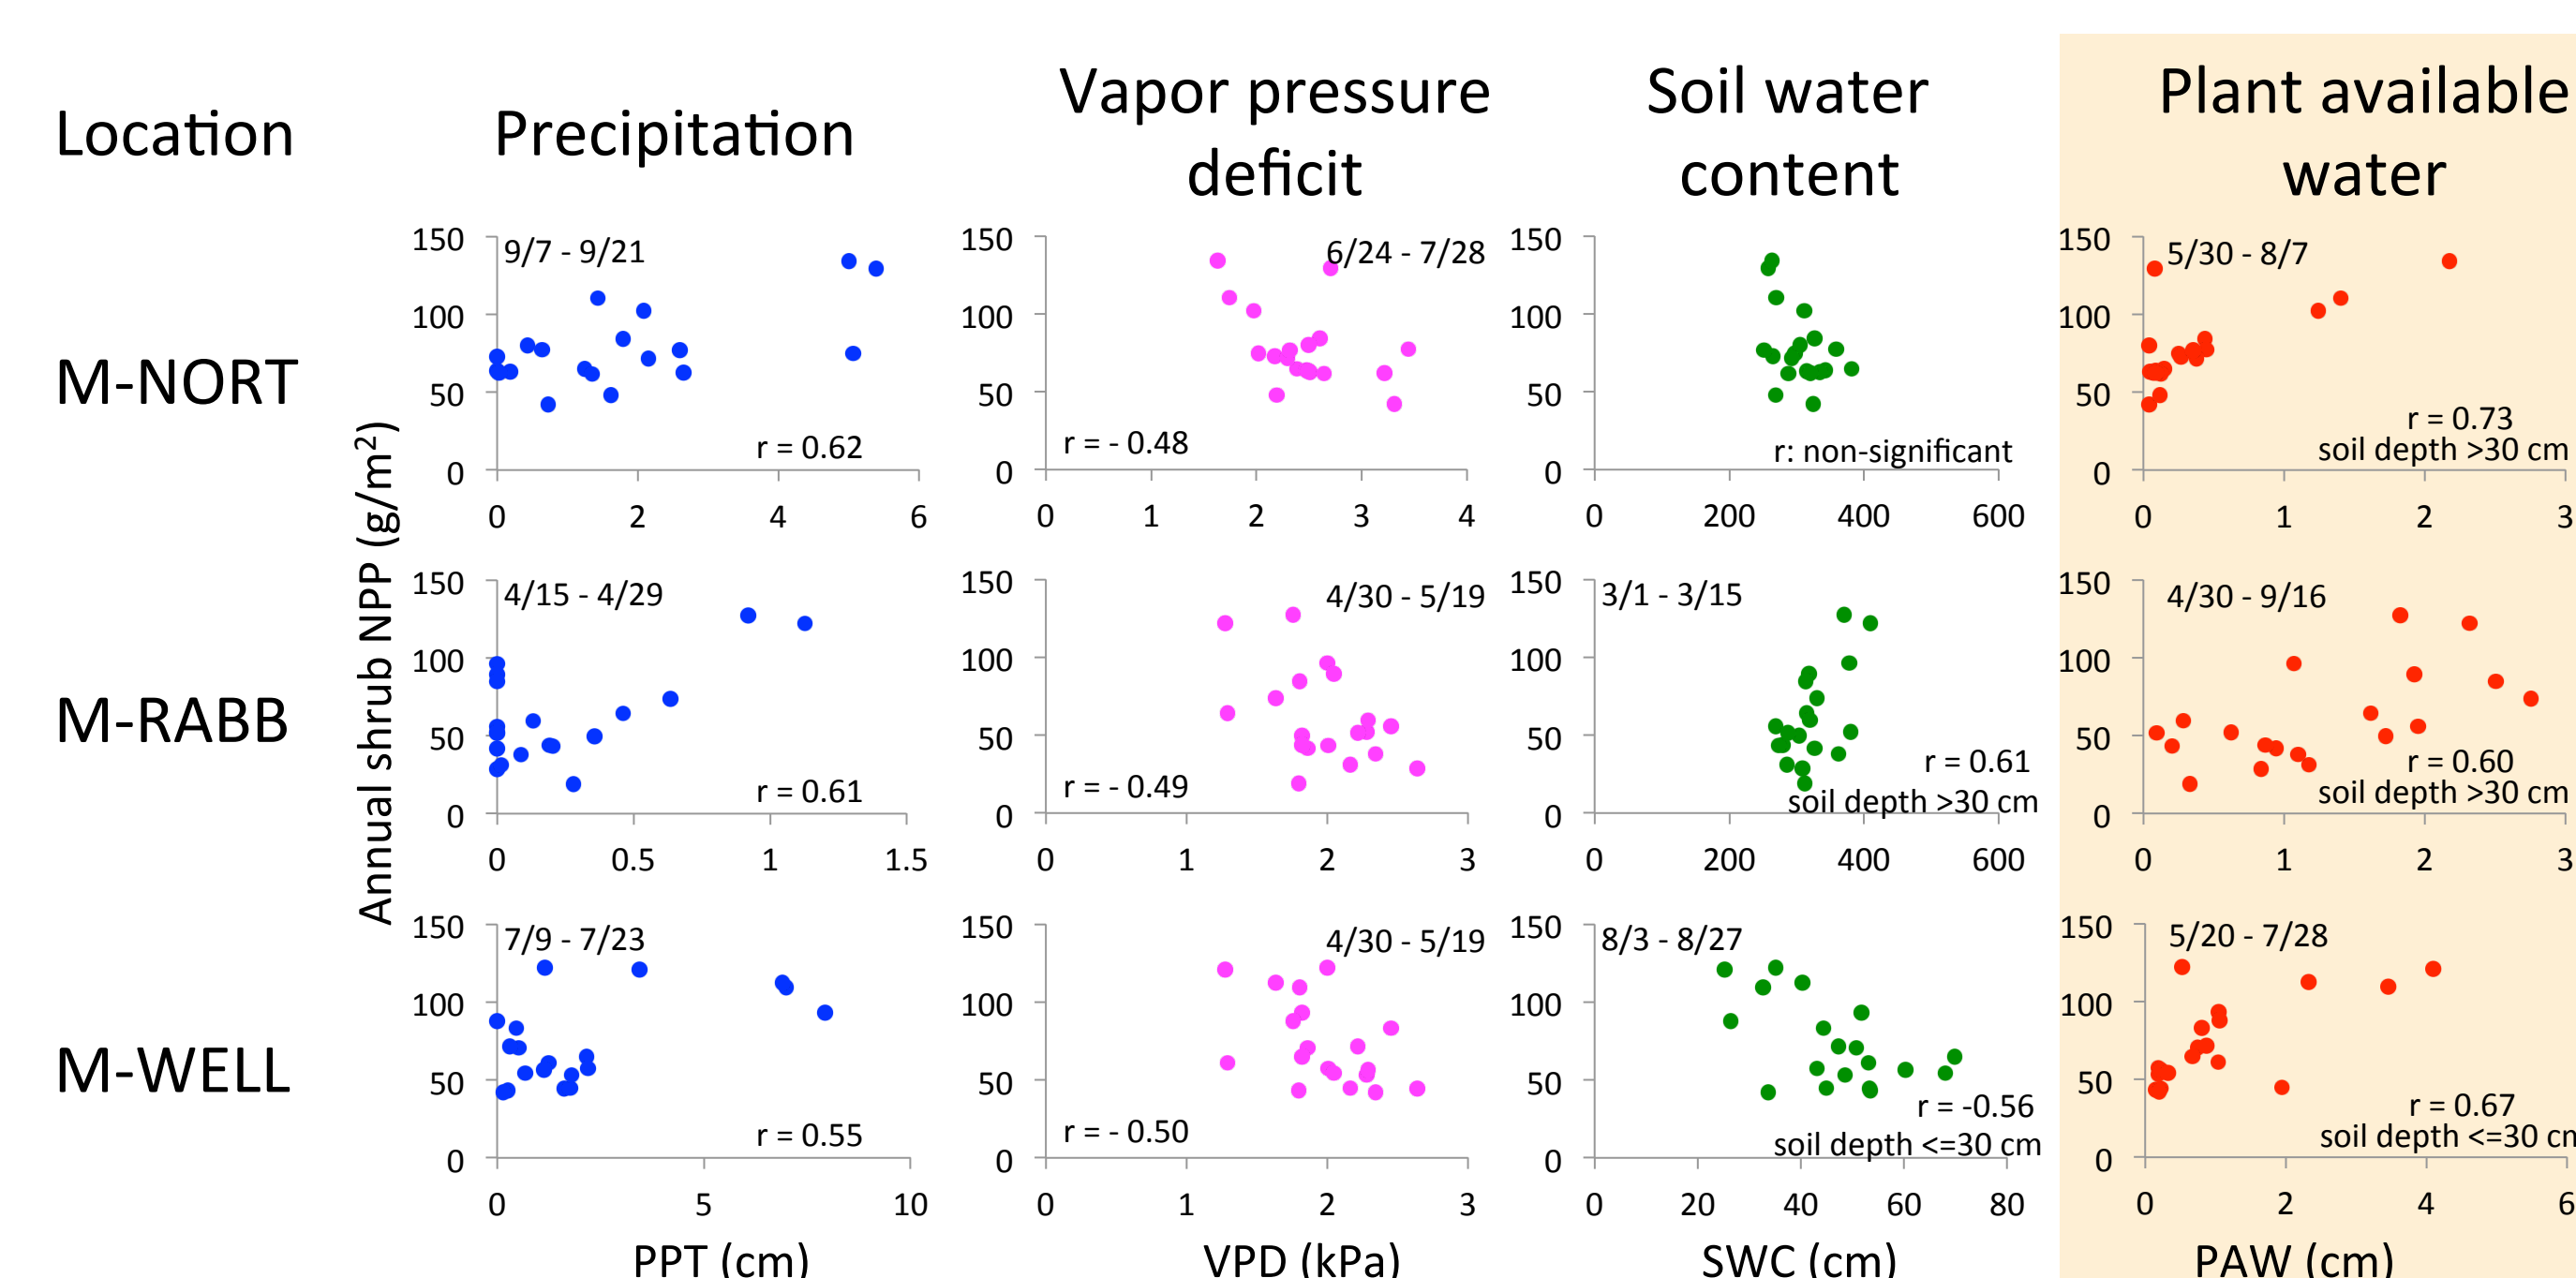 Location
Precipitation
Vapor pressure
deficit
Soil water
content
Plant available
water
Annual shrub NPP (g/m²)
M-NORT
150
100
50
0
9/7 - 9/21
r = 0.62
0 2 4 6
150
100
50
0
6/24 - 7/28
r = - 0.48
0 1 2 3 4
150
100
50
0
r: non-significant
0 200 400 600
150
100
50
0
5/30 - 8/7
r = 0.73
soil depth >30 cm
0 1 2 3
M-RABB
150
100
50
0
4/15 - 4/29
r = 0.61
0 0.5 1 1.5
150
100
50
0
4/30 - 5/19
r = - 0.49
0 1 2 3
150
100
50
0
3/1 - 3/15
r = 0.61
soil depth >30 cm
0 200 400 600
150
100
50
0
4/30 - 9/16
r = 0.60
soil depth >30 cm
0 1 2 3
M-WELL
150
100
50
0
7/9 - 7/23
r = 0.55
0 5 10
PPT (cm)
150
100
50
0
4/30 - 5/19
r = - 0.50
0 1 2 3
VPD (kPa)
150
100
50
0
8/3 - 8/27
r = -0.56
soil depth <=30 cm
0 20 40 60 80
SWC (cm)
150
100
50
0
5/20 - 7/28
r = 0.67
soil depth <=30 cm
0 2 4 6
PAW (cm)